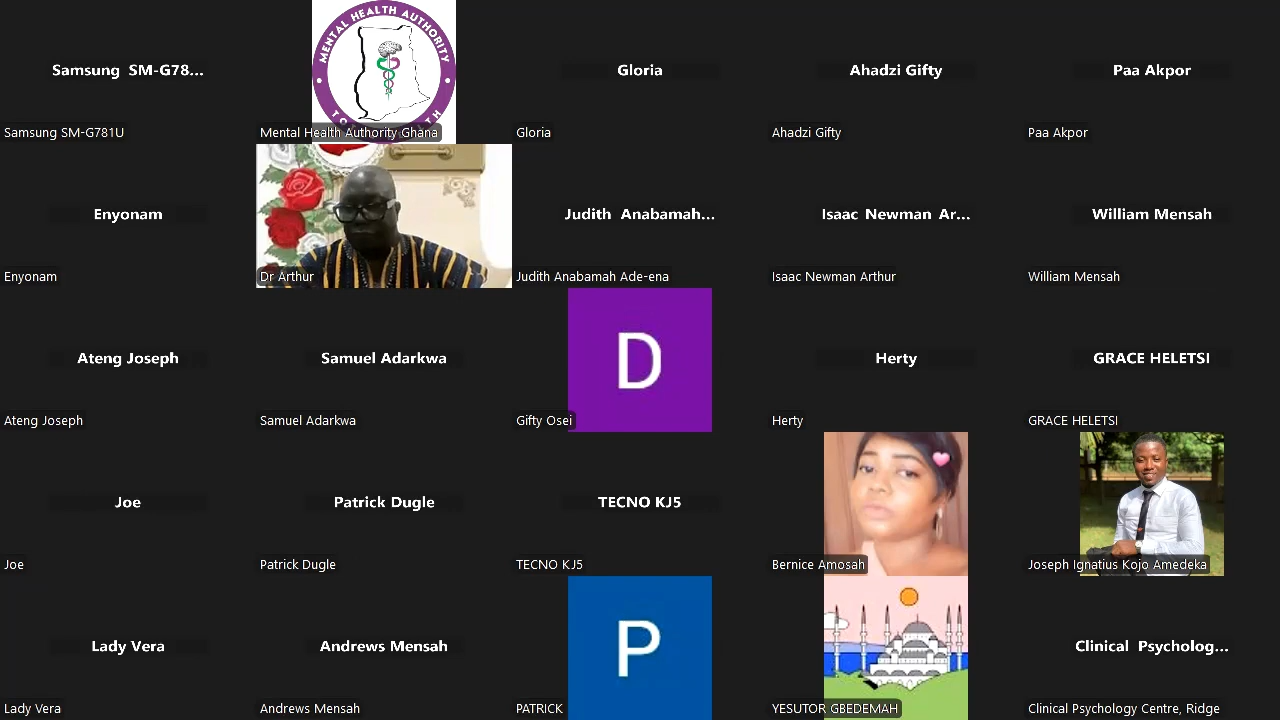 Samsung SM-G78...
Samsung SM-G781U
MENTAL HEALTH AUTHORITY
Mental Health Authority Ghana
Gloria
Gloria
Ahadzi Gifty
Ahadzi Gifty
Paa Akpor
Paa Akpor
Enyonam
Enyonam
Dr Arthur
Judith Anabamah...
Judith Anabamah Ade-ena
Isaac Newman Ar...
Isaac Newman Arthur
William Mensah
William Mensah
Ateng Joseph
Ateng Joseph
Samuel Adarkwa
Samuel Adarkwa
D
Gifty Osei
Herty
Herty
GRACE HELETSI
GRACE HELETSI
Joe
Joe
Patrick Dugle
Patrick Dugle
TECNO KJ5
TECNO KJ5
Bernice Amosah
Joseph Ignatius Kojo Amedeka
Lady Vera
Lady Vera
Andrews Mensah
Andrews Mensah
P
PATRICK
YESUTOR GBEDEMAH
Clinical Psycholog...
Clinical Psychology Centre, Ridge